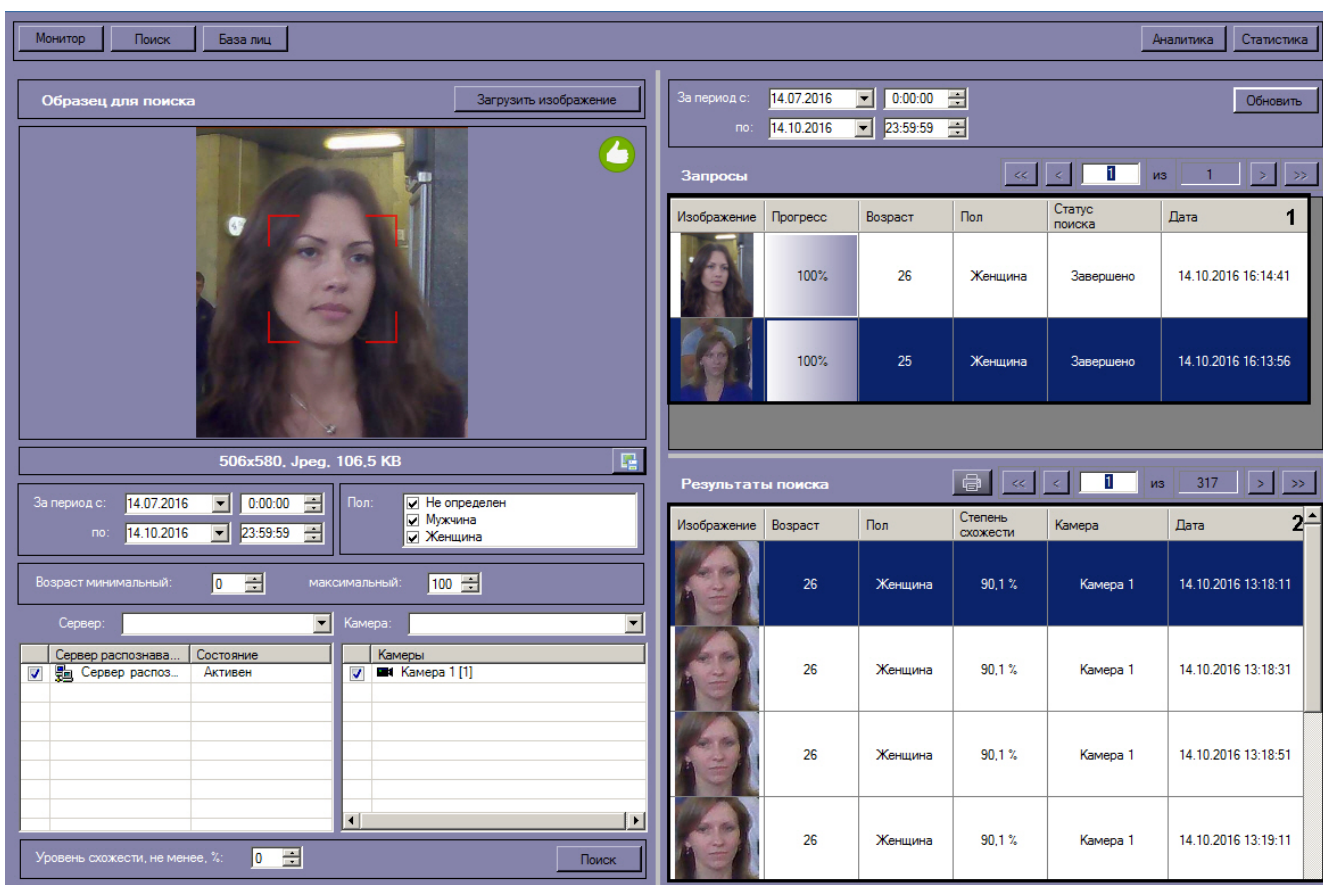 Монитор
Поиск
База лиц
Аналитика
Статистика
Образец для поиска
Загрузить изображение
506x580, Jpeg, 106,5 KB
За период с: 14.07.2016 0:00:00
по: 14.10.2016 23:59:59
Пол:
Не определен
Мужчина
Женщина
Возраст минимальный: 0 максимальный: 100
Сервер:
Камера:
Сервер распознава... Состояние
Сервер распоз... Активен
Камеры
Камера 1 [1]
Уровень схожести, не менее, %: 0
Поиск
За период с: 14.07.2016 0:00:00
по: 14.10.2016 23:59:59
Обновить
Запросы
<< < 1 из 1 > >>
Изображение Прогресс Возраст Пол Статус поиска Дата 1
100% 26 Женщина Завершено 14.10.2016 16:14:41
100% 25 Женщина Завершено 14.10.2016 16:13:56
Результаты поиска
<< < 1 из 317 > >>
Изображение Возраст Пол Степень схожести Камера Дата 2
26 Женщина 90,1 % Камера 1 14.10.2016 13:18:11
26 Женщина 90,1 % Камера 1 14.10.2016 13:18:31
26 Женщина 90,1 % Камера 1 14.10.2016 13:18:51
26 Женщина 90,1 % Камера 1 14.10.2016 13:19:11